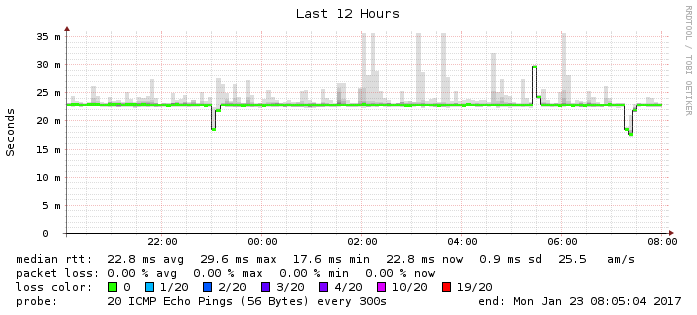 Last 12 Hours
RRDTOOL / TOBI OETIKER
Seconds
35 m
30 m
25 m
20 m
15 m
10 m
5 m
0
22:00 00:00 02:00 04:00 06:00 08:00
median rtt: 22.8 ms avg 29.6 ms max 17.6 ms min 22.8 ms now 0.9 ms sd 25.5 am/s
packet loss: 0.00 % avg 0.00 % max 0.00 % min 0.00 % now
loss color: 0 1/20 2/20 3/20 4/20 10/20 19/20
probe: 20 ICMP Echo Pings (56 Bytes) every 300s end: Mon Jan 23 08:05:04 2017